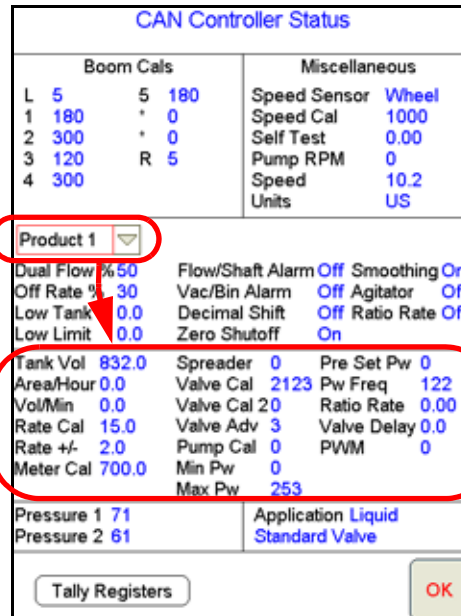 CAN Controller Status
Boom Cals
L 5 5 180
1 180 * 0
2 300 * 0
3 120 R 5
4 300
Miscellaneous
Speed Sensor Wheel
Speed Cal 1000
Self Test 0.00
Pump RPM 0
Speed 10.2
Units US
Product 1
Dual Flow % 50 Flow/Shaft Alarm Off Smoothing On
Off Rate % 30 Vac/Bin Alarm Off Agitator Of
Low Tank 0.0 Decimal Shift Off Ratio Rate Of
Low Limit 0.0 Zero Shutoff On
Tank Vol 832.0 Spreader 0 Pre Set Pw 0
Area/Hour 0.0 Valve Cal 2123 Pw Freq 122
Vol/Min 0.0 Valve Cal 2 0 Ratio Rate 0.00
Rate Cal 15.0 Valve Adv 3 Valve Delay 0.0
Rate +/- 2.0 Pump Cal 0 PWM 0
Meter Cal 700.0 Min Pw 0
Max Pw 253
Pressure 1 71 Application Liquid
Pressure 2 61 Standard Valve
Tally Registers OK